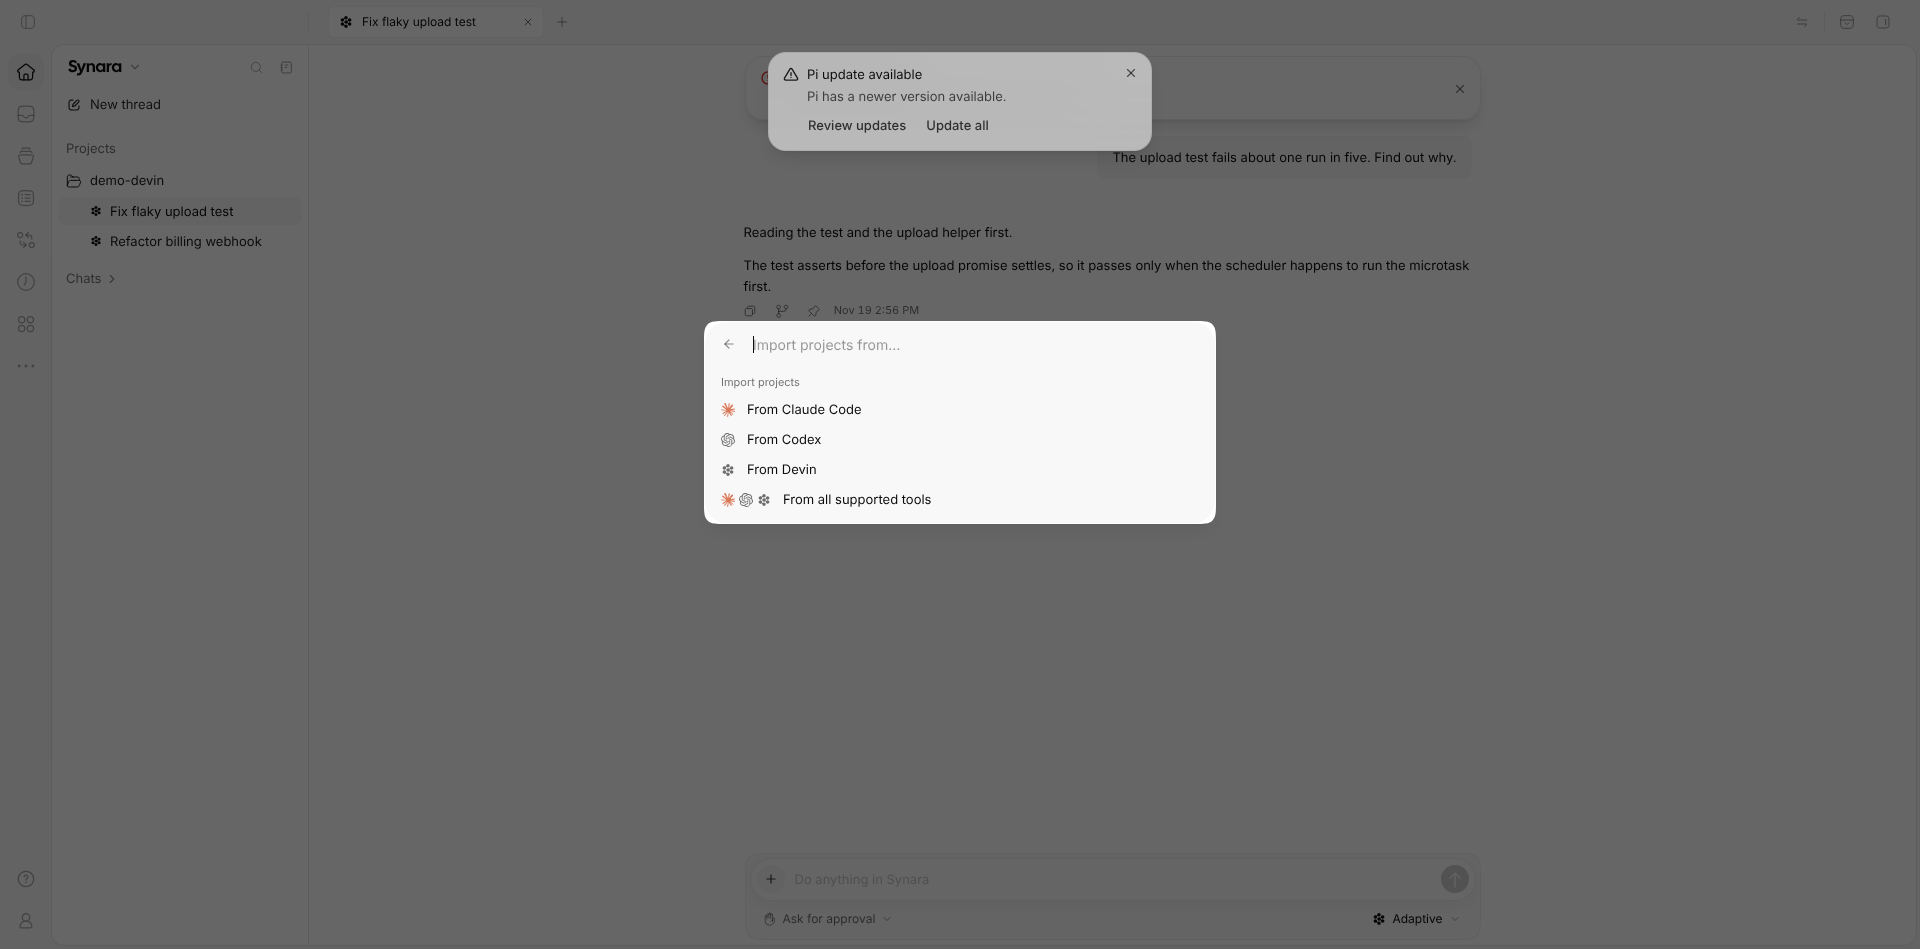 Fix flaky upload test
Synara
New thread
Projects
demo-devin
Fix flaky upload test
Refactor billing webhook
Chats
Pi update available
Pi has a newer version available.
Review updates Update all
The upload test fails about one run in five. Find out why.
Reading the test and the upload helper first.
The test asserts before the upload promise settles, so it passes only when the scheduler happens to run the microtask
first.
Nov 19 2:56 PM
Import projects from...
Import projects
From Claude Code
From Codex
From Devin
From all supported tools
Do anything in Synara
Ask for approval
Adaptive